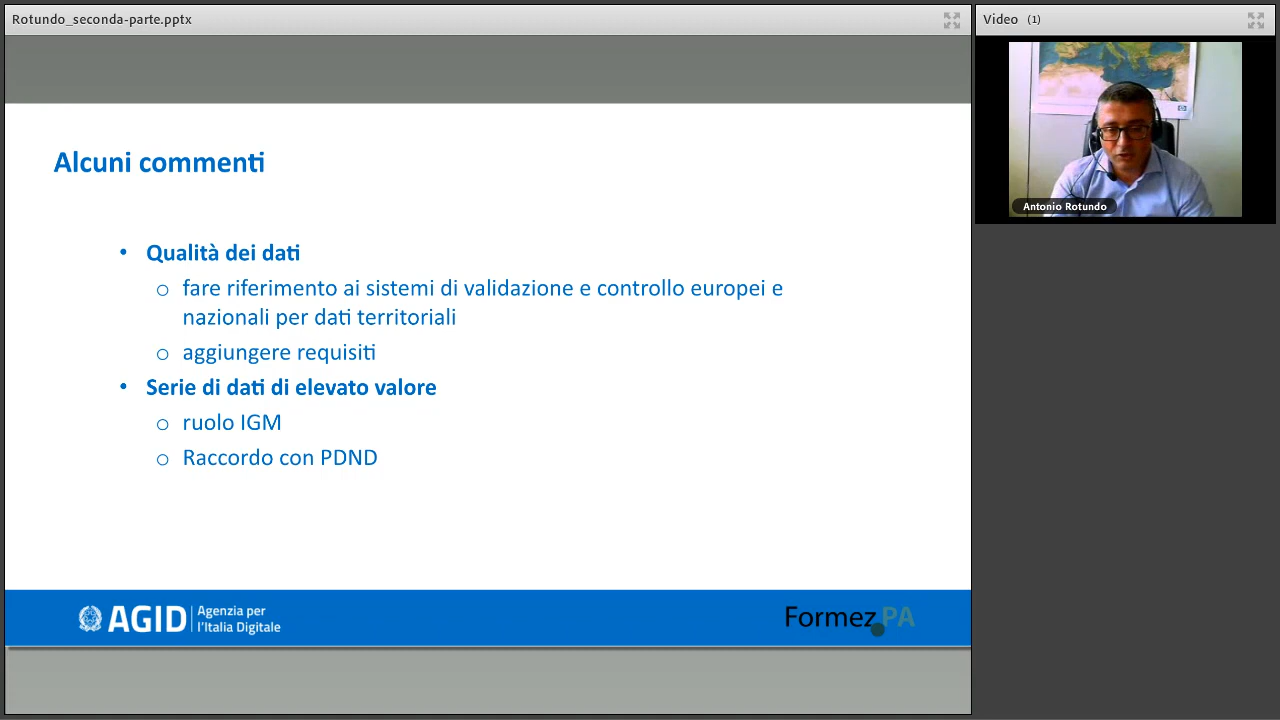 Rotundo_seconda-parte.pptx
Video (1)
Antonio Rotundo
Alcuni commenti
• Qualità dei dati
o fare riferimento ai sistemi di validazione e controllo europei e
nazionali per dati territoriali
o aggiungere requisiti
• Serie di dati di elevato valore
o ruolo IGM
o Raccordo con PDND
AGID Agenzia per
l'Italia Digitale
Formez PA